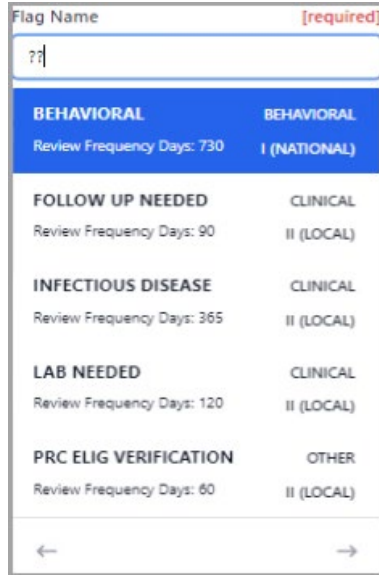 Flag Name [required]
??
BEHAVIORAL BEHAVIORAL
Review Frequency Days: 730 I (NATIONAL)
FOLLOW UP NEEDED CLINICAL
Review Frequency Days: 90 II (LOCAL)
INFECTIOUS DISEASE CLINICAL
Review Frequency Days: 365 II (LOCAL)
LAB NEEDED CLINICAL
Review Frequency Days: 120 II (LOCAL)
PRC ELIG VERIFICATION OTHER
Review Frequency Days: 60 II (LOCAL)
← →